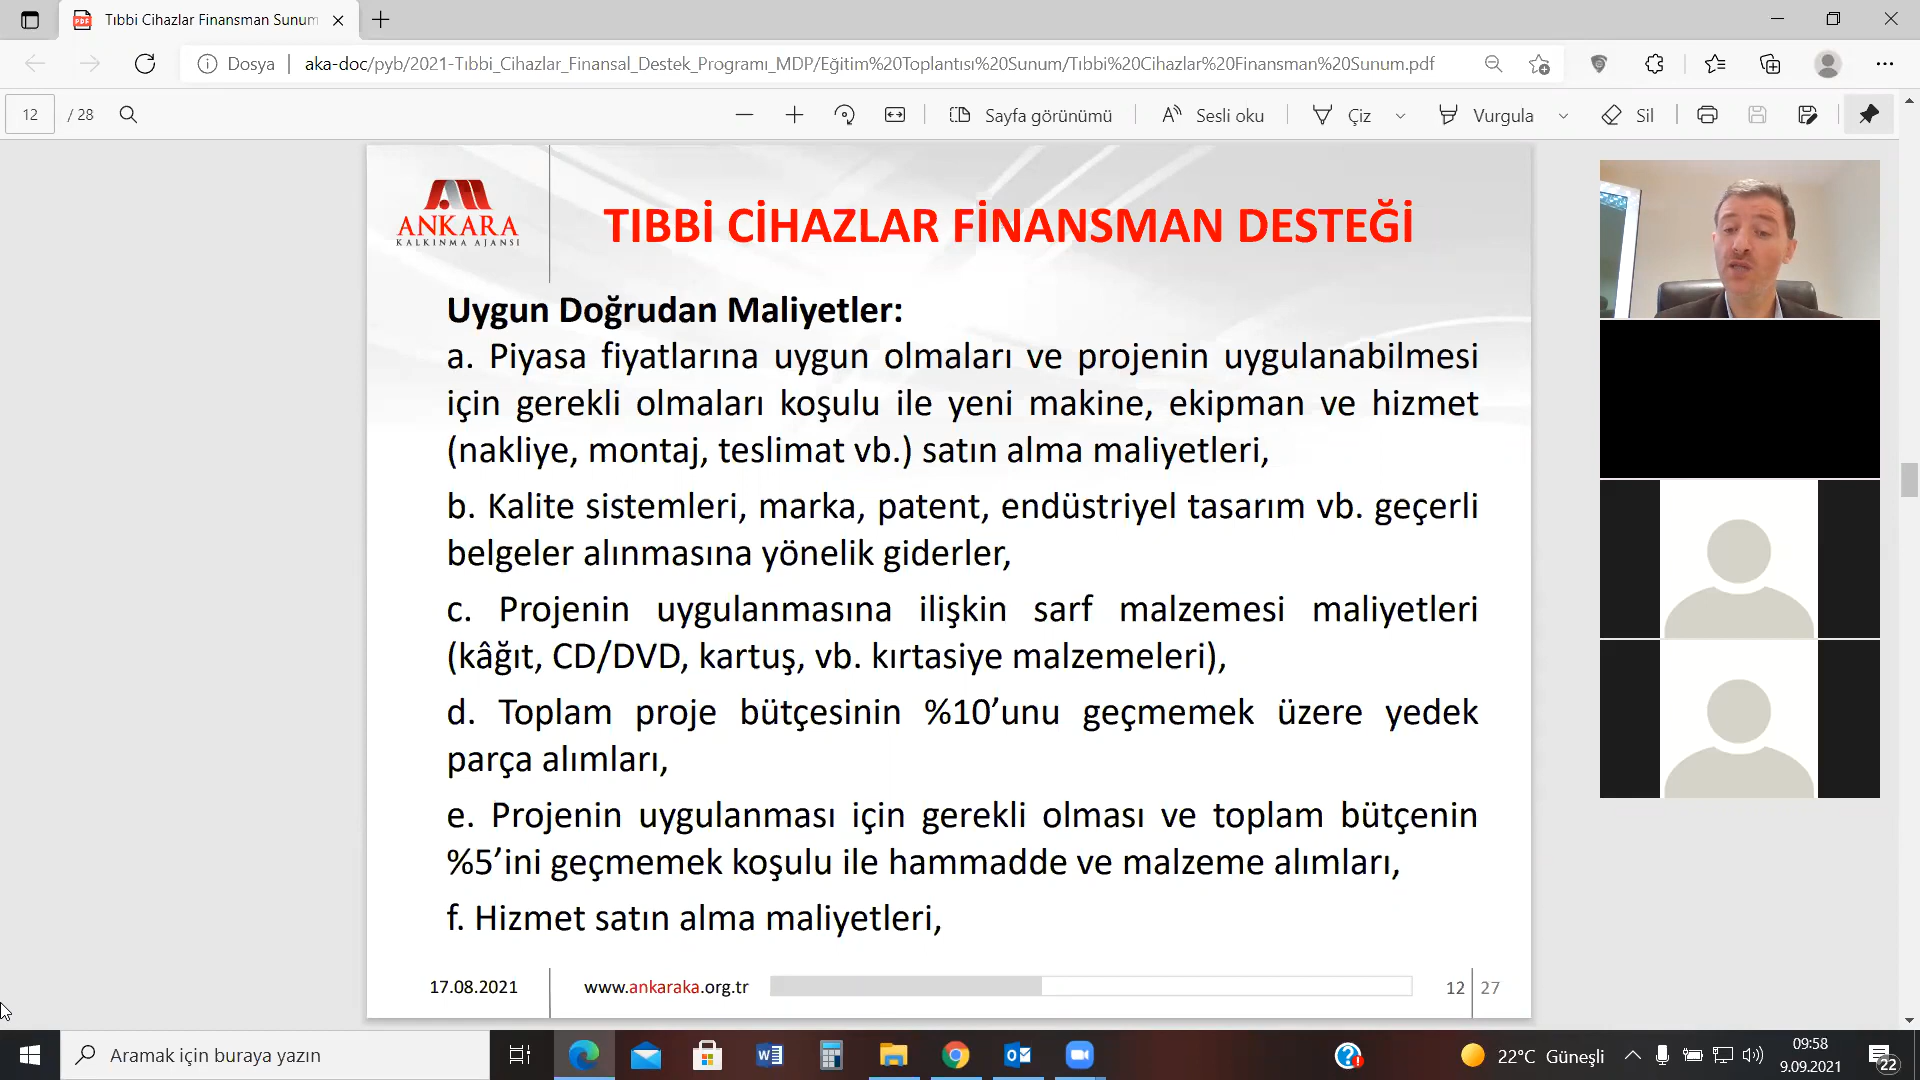 Tıbbi Cihazlar Finansman Sunum
Dosya
aka-doc/pyb/2021-Tıbbi_Cihazlar_Finansal_Destek_Programı_MDP/Eğitim%20Toplantısı%20Sunum/Tıbbi%20Cihazlar%20Finansman%20Sunum.pdf
12 / 28
Sayfa görünümü
Sesli oku
Çiz
Vurgula
Sil
ANKARA
KALKINMA AJANSI
TIBBİ CİHAZLAR FİNANSMAN DESTEĞİ
Uygun Doğrudan Maliyetler:
a. Piyasa fiyatlarına uygun olmaları ve projenin uygulanabilmesi
için gerekli olmaları koşulu ile yeni makine, ekipman ve hizmet
(nakliye, montaj, teslimat vb.) satın alma maliyetleri,
b. Kalite sistemleri, marka, patent, endüstriyel tasarım vb. geçerli
belgeler alınmasına yönelik giderler,
c. Projenin uygulanmasına ilişkin sarf malzemesi maliyetleri
(kâğıt, CD/DVD, kartuş, vb. kırtasiye malzemeleri),
d. Toplam proje bütçesinin %10’unu geçmemek üzere yedek
parça alımları,
e. Projenin uygulanması için gerekli olması ve toplam bütçenin
%5’ini geçmemek koşulu ile hammadde ve malzeme alımları,
f. Hizmet satın alma maliyetleri,
17.08.2021
www.ankaraka.org.tr
12 27
Aramak için buraya yazın
22°C Güneşli
09:58
9.09.2021
22